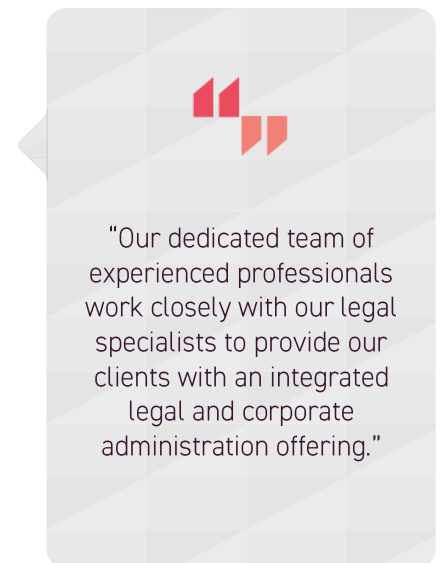 “Our dedicated team of
experienced professionals
work closely with our legal
specialists to provide our
clients with an integrated
legal and corporate
administration offering.”